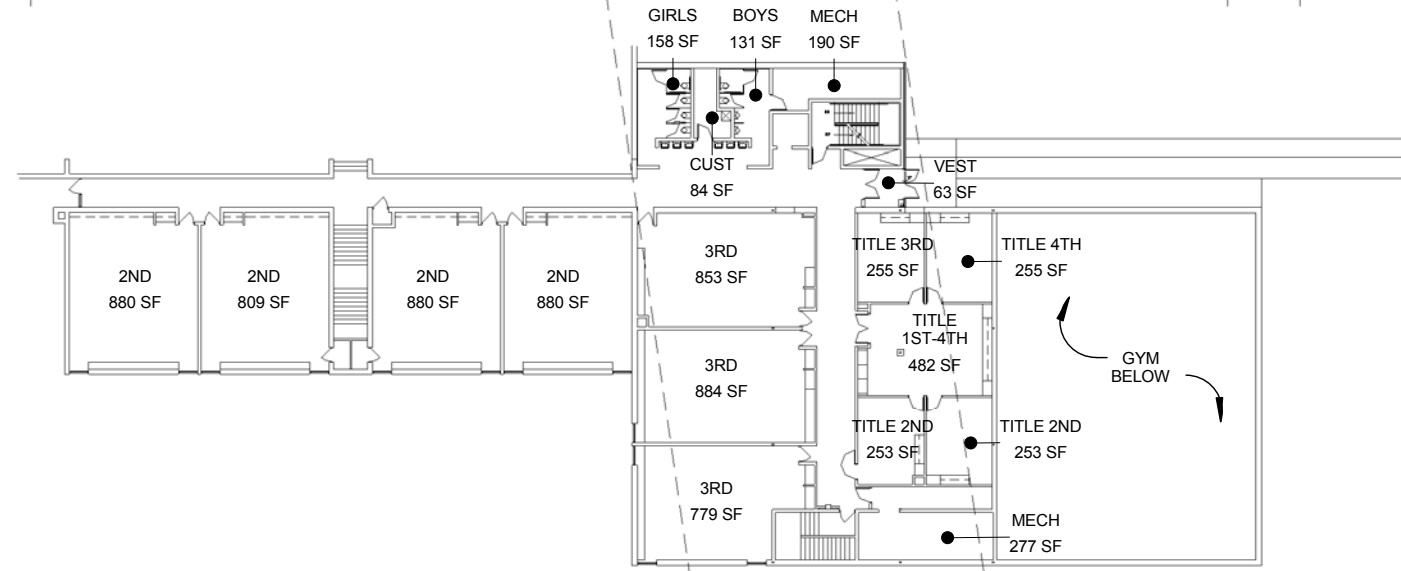 GIRLS
158 SF
BOYS
131 SF
MECH
190 SF
CUST
84 SF
VEST
63 SF
2ND
880 SF
2ND
809 SF
2ND
880 SF
2ND
880 SF
3RD
853 SF
TITLE 3RD
255 SF
TITLE 4TH
255 SF
TITLE
1ST-4TH
482 SF
GYM
BELOW
3RD
884 SF
TITLE 2ND
253 SF
TITLE 2ND
253 SF
3RD
779 SF
MECH
277 SF